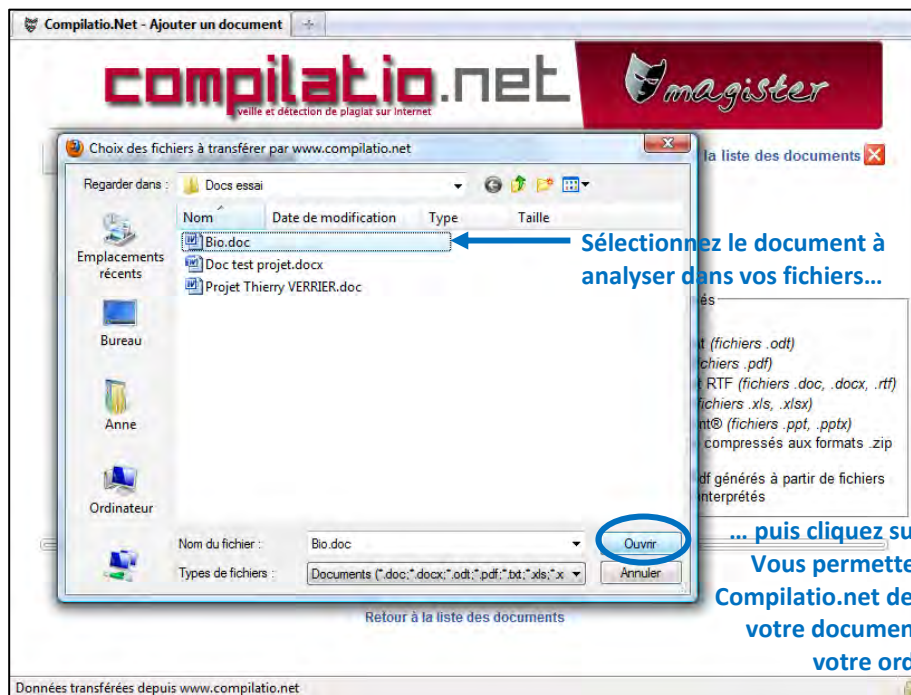 Compilatio.Net - Ajouter un document
compilatio.net
veille et détection de plagiat sur Internet
magister
Choix des fichiers à transférer par www.compilatio.net
la liste des documents
Regarder dans : Docs essai
Nom Date de modification Type Taille
Bio.doc
Doc test projet.docx
Projet Thierry VERRIER.doc
Sélectionnez le document à
analyser dans vos fichiers...
Emplacements
récents
Bureau
Anne
Ordinateur
és
(fichiers .odt)
.pdf)
RTF (fichiers .doc, .docx, .rtf)
.xls, .xlsx)
(fichiers .ppt, .pptx)
compressés aux formats .zip
générés à partir de fichiers
interprétés
Nom du fichier : Bio.doc Ouvrir
Types de fichiers : Documents (*.doc;*.docx;*.odt;*.pdf;*.txt;*.xls;*.x Annuler
... puis cliquez su
Vous permette
Compilatio.net de
votre documen
votre ord
Retour à la liste des documents
Données transférées depuis www.compilatio.net